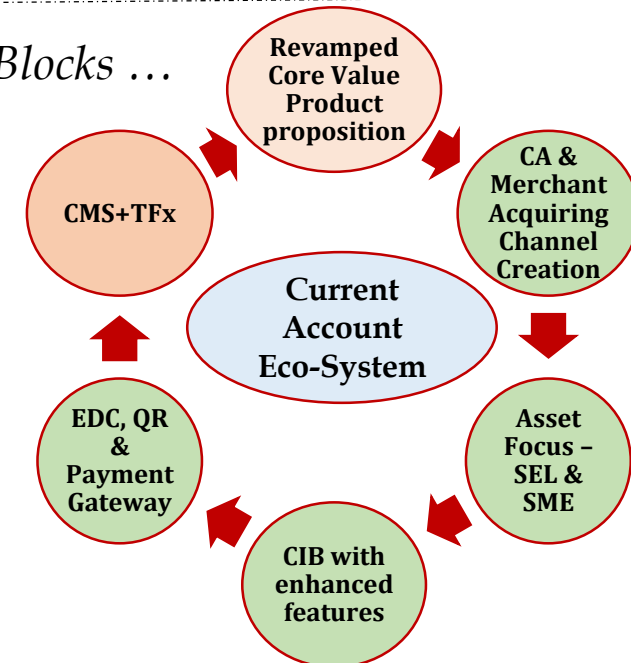 Blocks …
Revamped
Core Value
Product
proposition
CA &
Merchant
Acquiring
Channel
Creation
Asset
Focus –
SEL &
SME
CIB with
enhanced
features
EDC, QR
&
Payment
Gateway
CMS+TFx
Current
Account
Eco-System